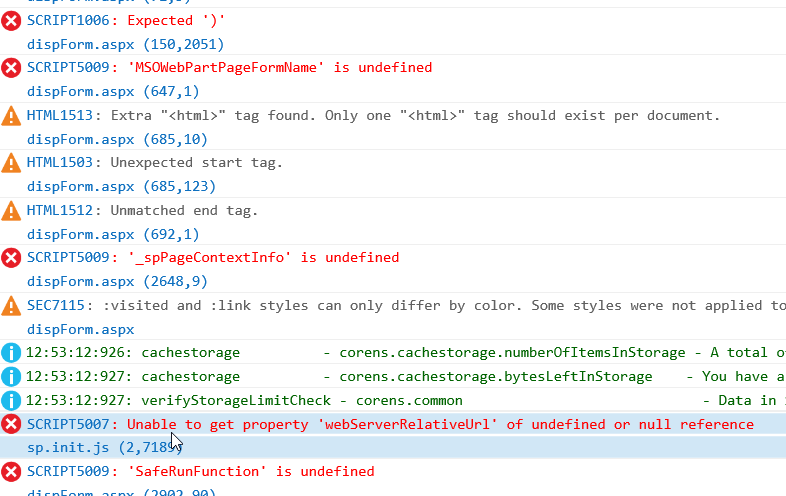 SCRIPT1006: Expected ')'
dispForm.aspx (150,2051)
SCRIPT5009: 'MSOWebPartPageFormName' is undefined
dispForm.aspx (647,1)
HTML1513: Extra "<html>" tag found. Only one "<html>" tag should exist per document.
dispForm.aspx (685,10)
HTML1503: Unexpected start tag.
dispForm.aspx (685,123)
HTML1512: Unmatched end tag.
dispForm.aspx (692,1)
SCRIPT5009: '_spPageContextInfo' is undefined
dispForm.aspx (2648,9)
SEC7115: :visited and :link styles can only differ by color. Some styles were not applied to
dispForm.aspx
12:53:12:926: cachestorage - corens.cachestorage.numberOfItemsInStorage - A total
12:53:12:927: cachestorage - corens.cachestorage.bytesLeftInStorage - You have a
12:53:12:927: verifyStorageLimitCheck - corens.common - Data in
SCRIPT5007: Unable to get property 'webServerRelativeUrl' of undefined or null reference
sp.init.js (2,7189)
SCRIPT5009: 'SafeRunFunction' is undefined
dispForm.aspx (2902,90)